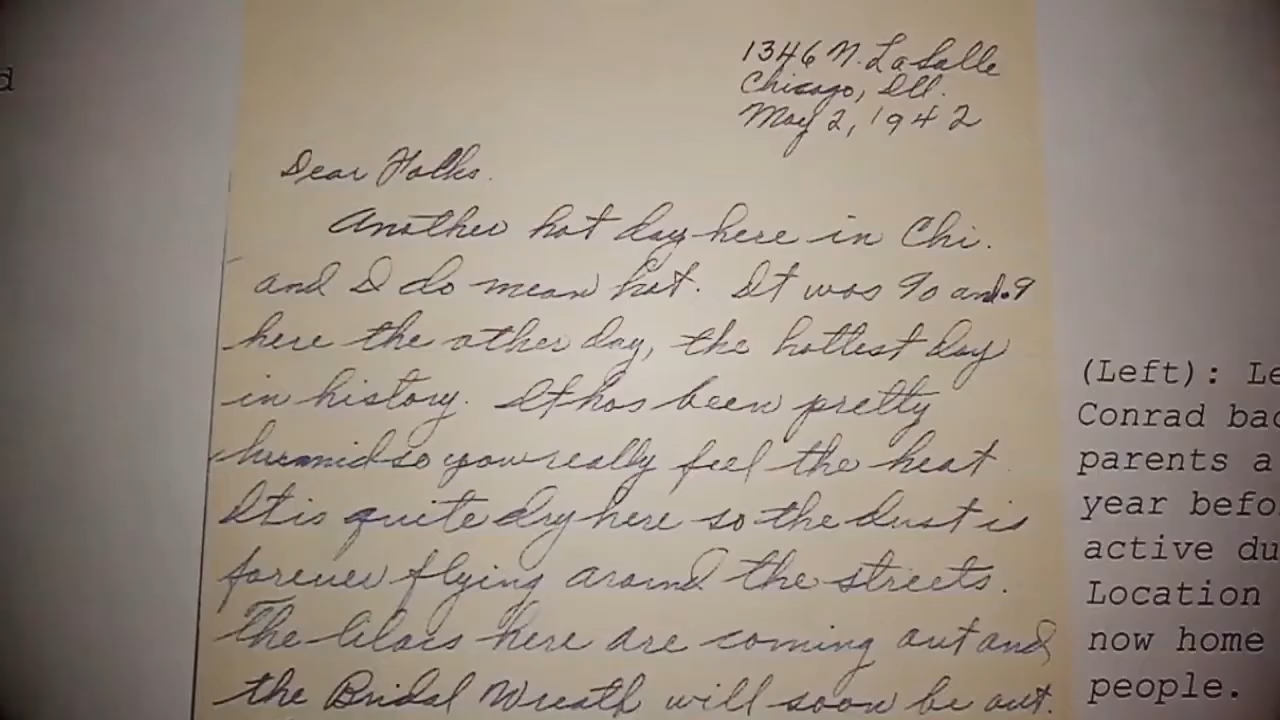 d
1346 N. LaSalle
Chicago, Ill.
May 2, 1942
Dear Folks.
Another hot day here in Chi.
and I do mean hot. It was 90 and.9
here the other day, the hottest day
in history. It has been pretty
humid so you really feel the heat.
It is quite dry here so the dust is
forever flying around the streets.
The lilacs here are coming out and
the Bridal Wreath will soon be out.
(Left): Le
Conrad bac
parents a
year befo
active du
Location
now home
people.